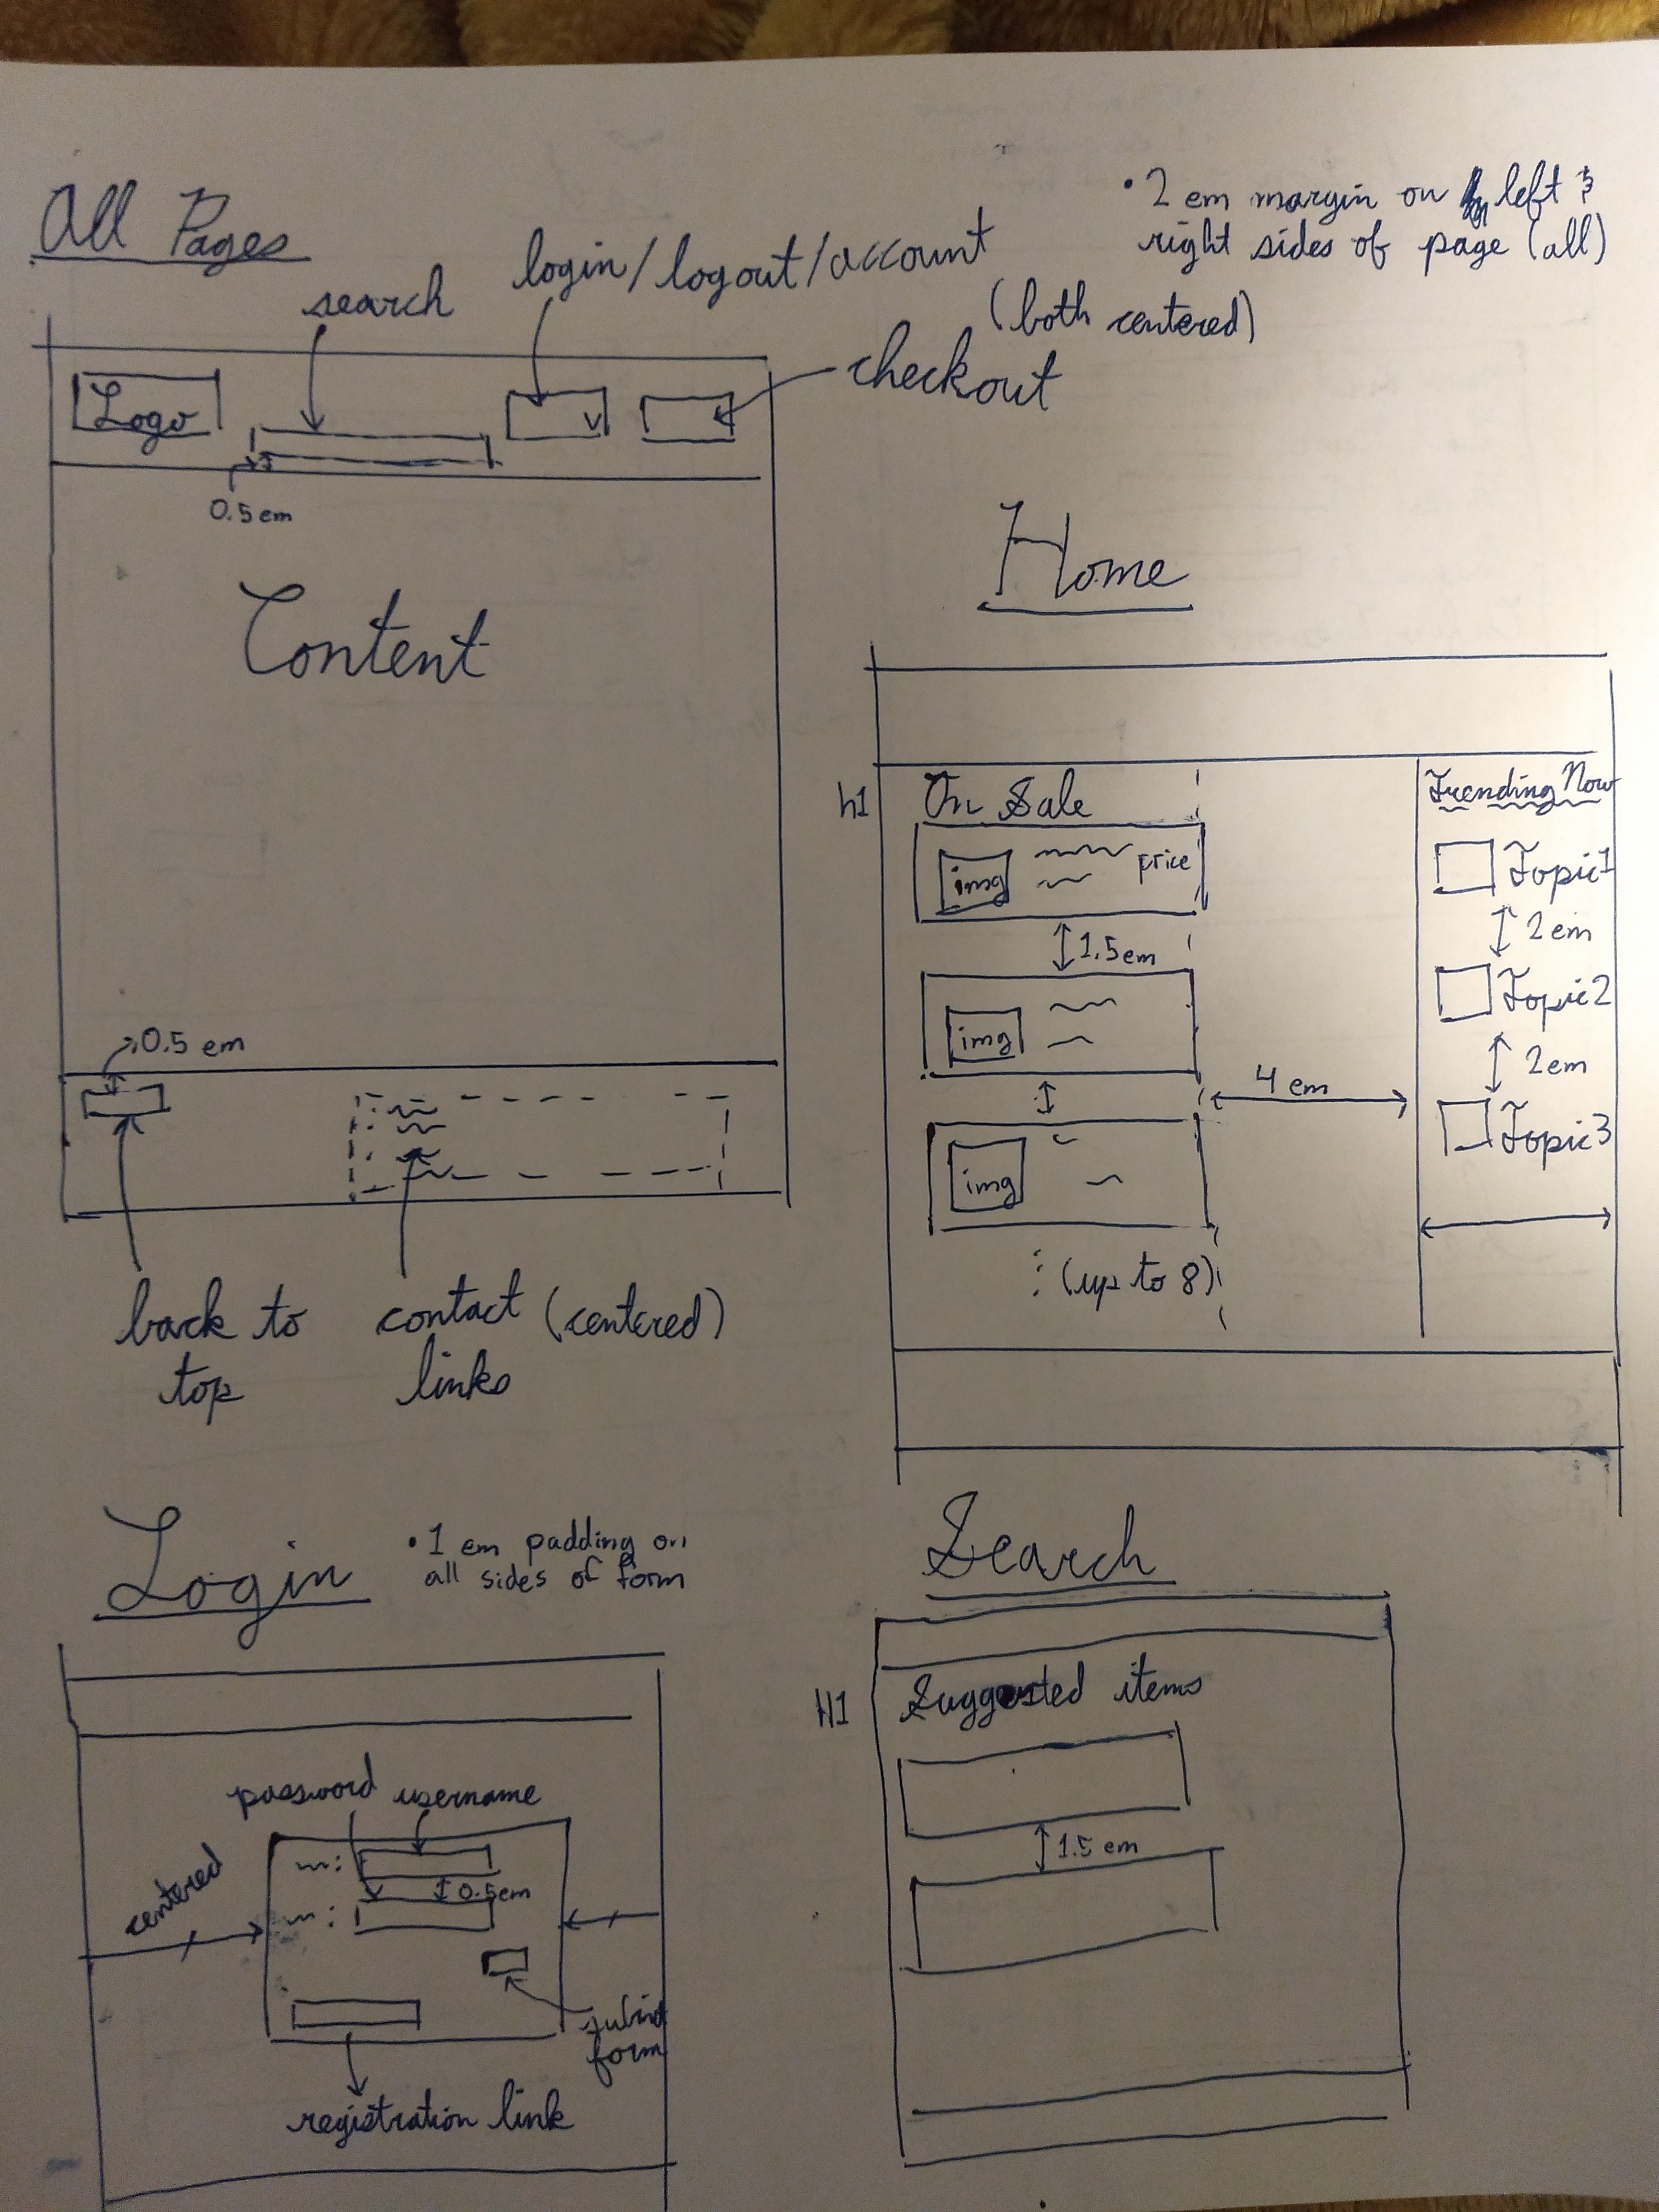 All Pages
• 2 em margin on left &
right sides of page (all)
search
login/logout/account
(both centered)
checkout
Logo
v
0.5 em
Content
0.5 em
back to
top
contact (centered)
links
Home
h1
On Sale
img
price
1.5em
img
img
(up to 8)
4 em
Trending Now
Topic1
2 em
Topic2
2em
Topic3
Login
• 1 em padding on
all sides of form
password
username
centered
0.5em
form
registration link
Search
H1
Suggested items
1.5 em